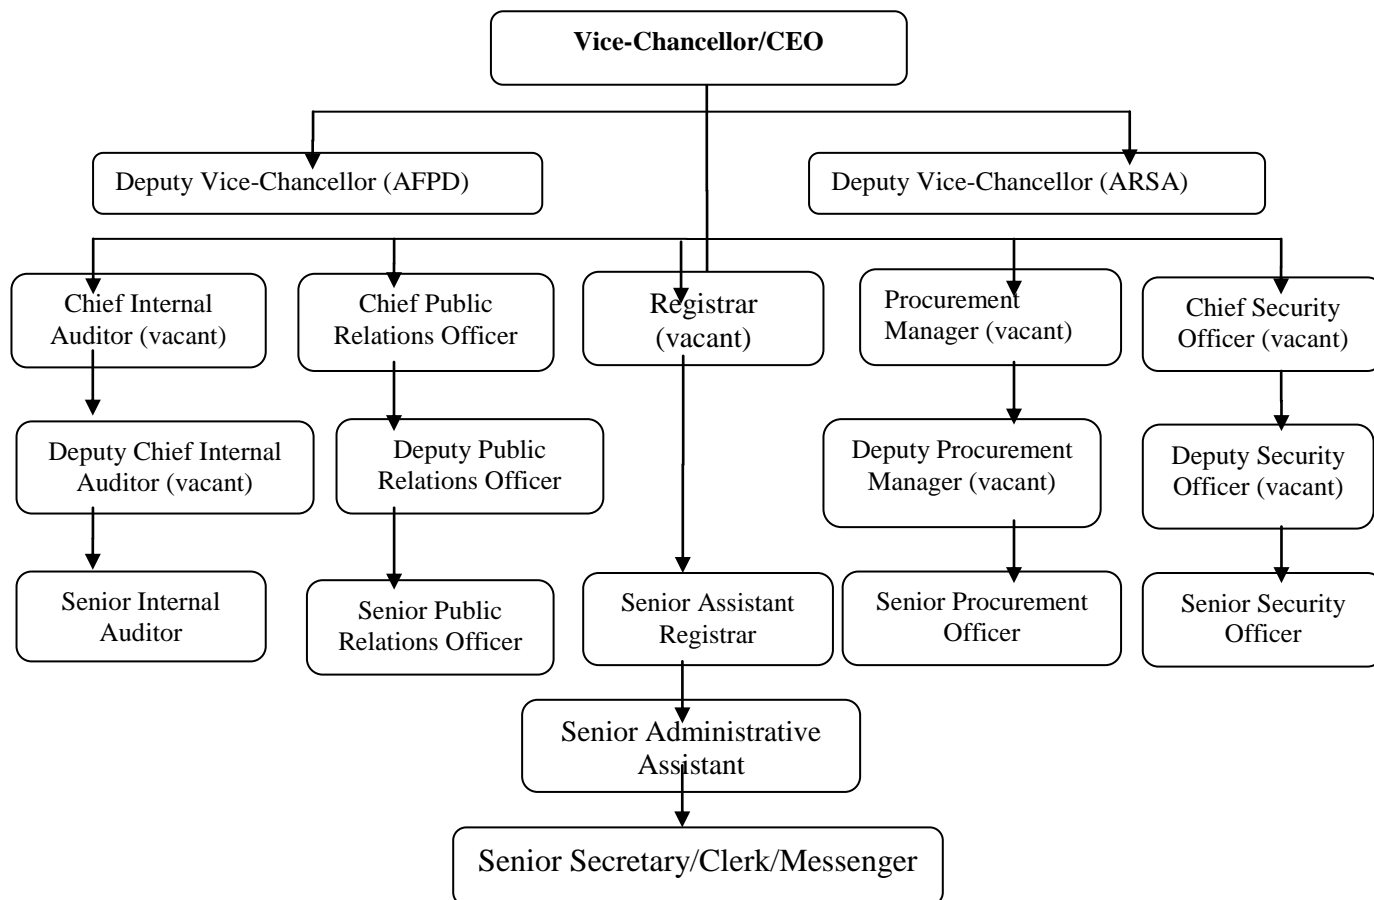 Vice-Chancellor/CEO
Deputy Vice-Chancellor (AFPD)
Deputy Vice-Chancellor (ARSA)
Chief Internal
Auditor (vacant)
Chief Public
Relations Officer
Registrar
(vacant)
Procurement
Manager (vacant)
Chief Security
Officer (vacant)
Deputy Chief Internal
Auditor (vacant)
Deputy Public
Relations Officer
Deputy Procurement
Manager (vacant)
Deputy Security
Officer (vacant)
Senior Internal
Auditor
Senior Public
Relations Officer
Senior Assistant
Registrar
Senior Procurement
Officer
Senior Security
Officer
Senior Administrative
Assistant
Senior Secretary/Clerk/Messenger